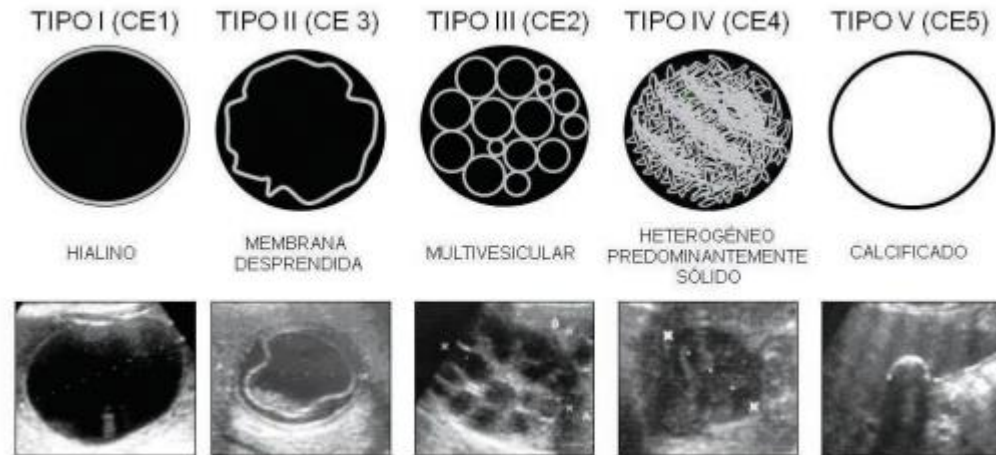 TIPO I (CE1) TIPO II (CE 3) TIPO III (CE2) TIPO IV (CE4) TIPO V (CE5)
HIALINO
MEMBRANA
DESPRENDIDA
MULTIVESICULAR
HETEROGÉNEO
PREDOMINANTEMENTE
SÓLIDO
CALCIFICADO